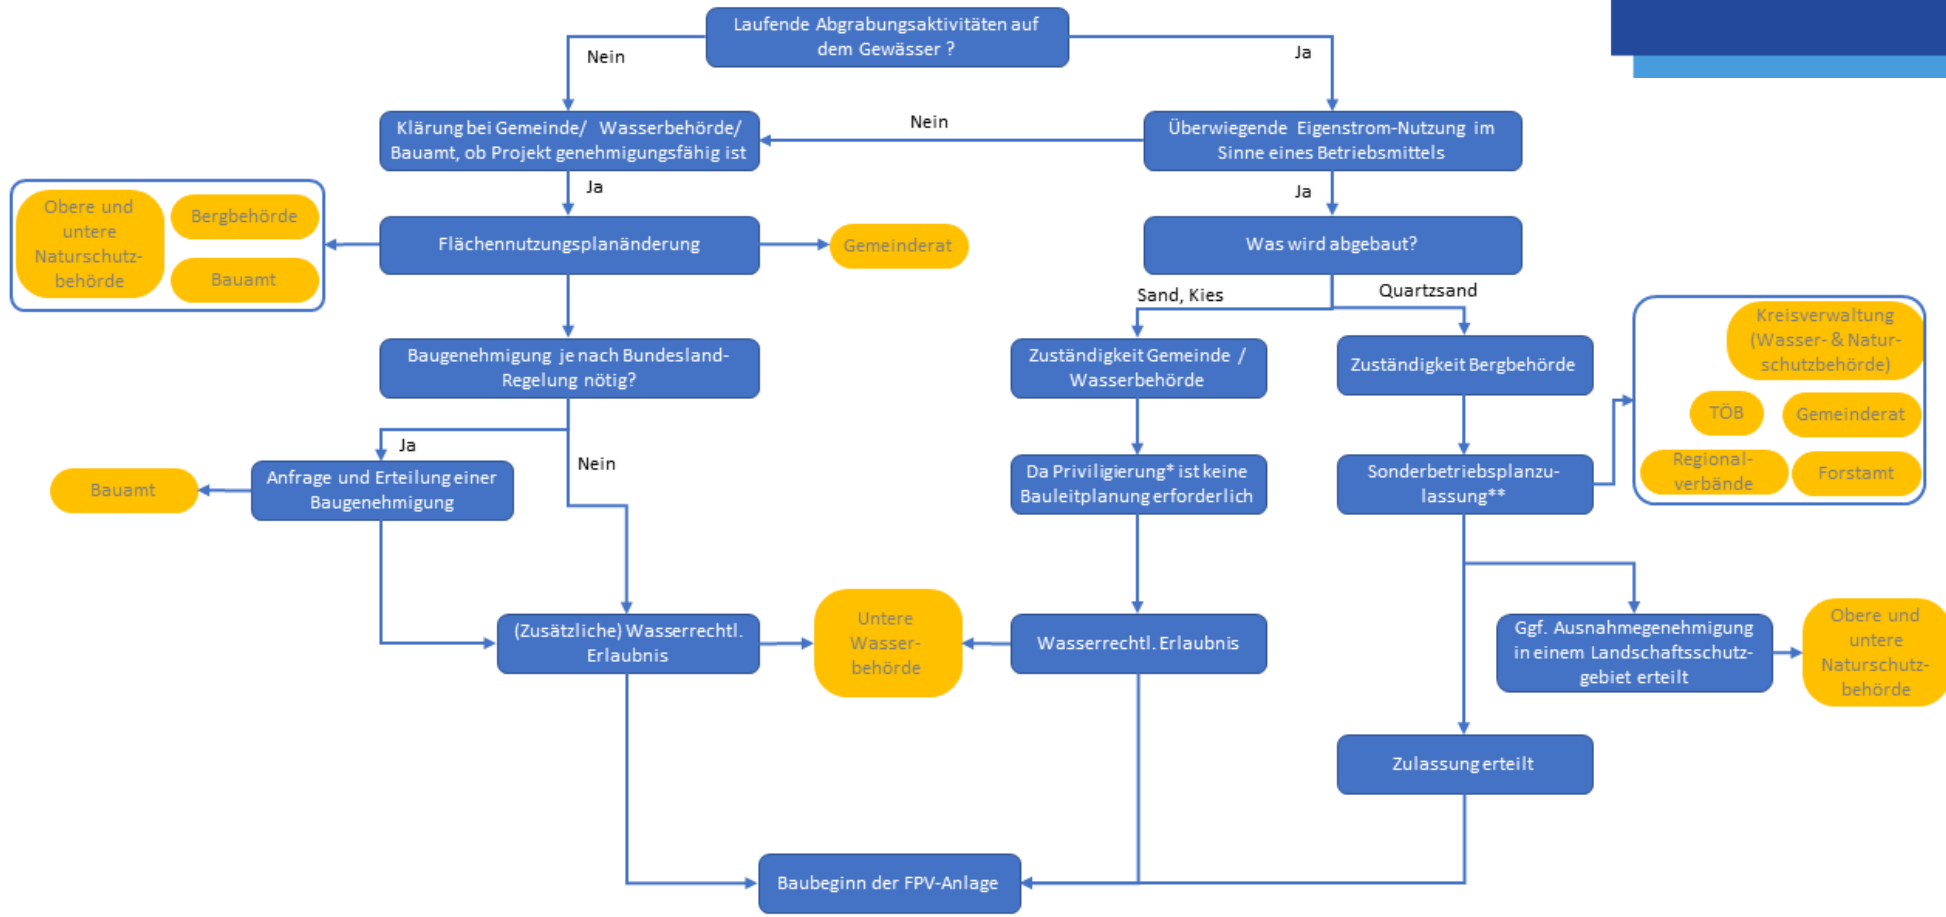 Laufende Abgrabungsaktivitäten auf
dem Gewässer ?
Nein
Ja
Klärung bei Gemeinde/ Wasserbehörde/
Bauamt, ob Projekt genehmigungsfähig ist
Nein
Überwiegende Eigenstrom-Nutzung im
Sinne eines Betriebsmittels
Ja
Ja
Obere und
untere
Naturschutz-
behörde
Bergbehörde
Bauamt
Flächennutzungsplanänderung
Gemeinderat
Was wird abgebaut?
Sand, Kies
Quartzsand
Baugenehmigung je nach Bundesland-
Regelung nötig?
Zuständigkeit Gemeinde /
Wasserbehörde
Zuständigkeit Bergbehörde
Kreisverwaltung
(Wasser- & Natur-
schutzbehörde)
TÖB
Gemeinderat
Regional-
verbände
Forstamt
Ja
Nein
Bauamt
Anfrage und Erteilung einer
Baugenehmigung
Da Priviligierung* ist keine
Bauleitplanung erforderlich
Sonderbetriebsplanzu-
lassung**
(Zusätzliche) Wasserrechtl.
Erlaubnis
Untere
Wasser-
behörde
Wasserrechtl. Erlaubnis
Ggf. Ausnahmegenehmigung
in einem Landschaftsschutz-
gebiet erteilt
Obere und
untere
Naturschutz-
behörde
Zulassung erteilt
Baubeginn der FPV-Anlage